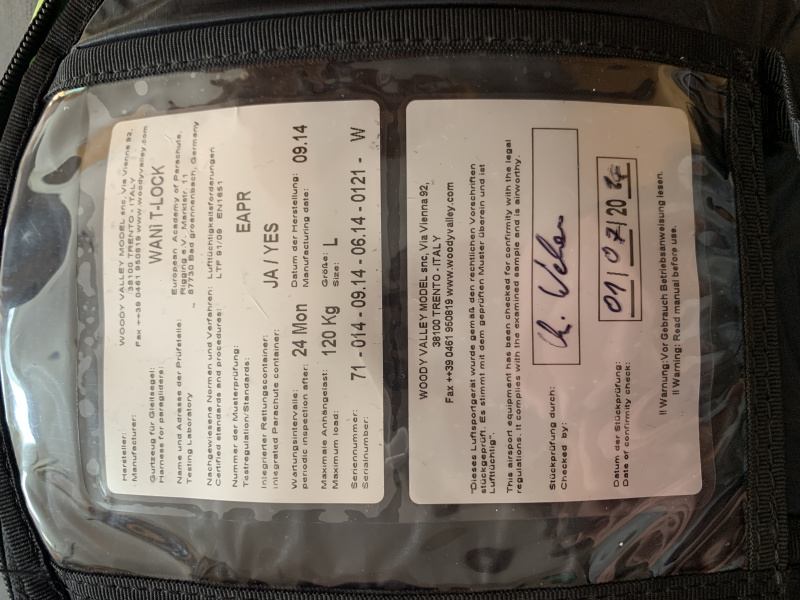 Hersteller: WOODY VALLEY MODEL snc, Via Vienna 92,
Manufacturer: 38100 TRENTO - ITALY
Fax ++39 0461 950819 www.woodyvalley.com
Gurtzeug für Gleitsegel: WANI T-LOCK
Harness for paragliders:
Name und Adresse der Prüfstelle: European Academy of Parachute
Testing Laboratory Rigging e.V. Marktstr. 11
87730 Bad groenenbach, Germany
Nachgewiesene Normen und Verfahren: Luftüchtigkeitsforderungen
Certified standards and procedures: LTF 91/09 EN1651
Nummer der Musterprüfung: EAPR
Testregulation/Standards:
Integrierter Rettungscontainer: JA / YES
Integrated Parachute container:
Wartungsintervalle: 24 Mon Datum der Herstellung: 09.14
periodic inspection after: Manufacturing date:
Maximale Anhängelast: 120 Kg Größe: L
Maximum load: Size:
Seriennummer: 71 - 014 - 09.14 - 06.14 - 0121 - W
Serialnumber:
WOODY VALLEY MODEL snc, Via Vienna 92,
38100 TRENTO - ITALY
Fax ++39 0461 950819 www.woodyvalley.com
"Dieses Luftsportgerät wurde gemäß den rechtlichen Vorschriften
stückgeprüft. Es stimmt mit dem geprüften Muster überein und ist
Luftüchtig".
This airsport equipment has been checked for confirmity with the legal
regulations. It complies with the examined sample and is airworthy.
Stückprüfung durch:
Checked by:
Datum der Stückprüfung: 01/07/20
Date of confirmity check:
!! Warnung:Vor Gebrauch Betriebsanweisung lesen.
!! Warning: Read manual before use.